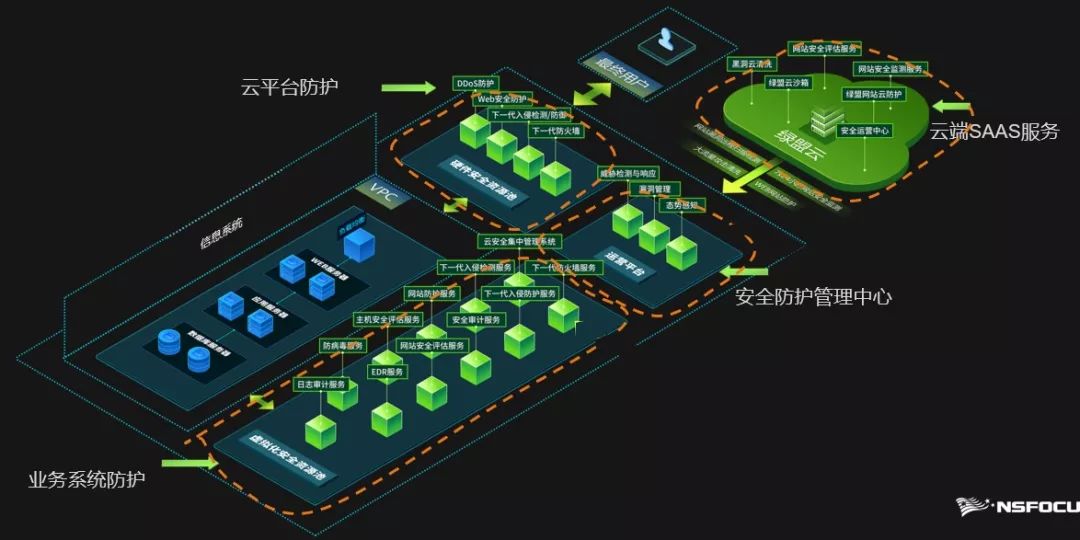 云平台防护
DDoS防护
Web安全防护
下一代入侵检测/防御
下一代防火墙
硬件安全资源池
最终用户
网站安全评估服务
黑洞云清洗
网站安全监测服务
绿盟云沙箱
绿盟网站云防护
安全运营中心
绿盟云
云端SAAS服务
WEB网站防护
威胁检测与响应
漏洞管理
态势感知
运营平台
安全防护管理中心
VPC
信息系统
负载均衡
WEB服务器
应用服务器
数据库服务器
云安全集中管理系统
下一代入侵检测服务
下一代防火墙服务
网站防护服务
下一代入侵防护服务
主机安全评估服务
安全审计服务
防病毒服务
网站安全评估服务
EDR服务
日志审计服务
虚拟化安全资源池
业务系统防护
NSFOCU